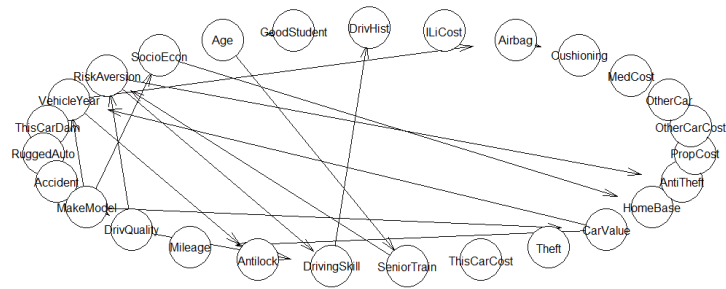 GoodStudent
DrivHist
ILiCost
Age
Airbag
SocioEcon
Cushioning
RiskAversion
MedCost
VehicleYear
OtherCar
ThisCarDam
OtherCarCost
RuggedAuto
PropCost
Accident
AntiTheft
MakeModel
HomeBase
DrivQuality
CarValue
Mileage
Theft
Antilock
DrivingSkill
SeniorTrain
ThisCarCost